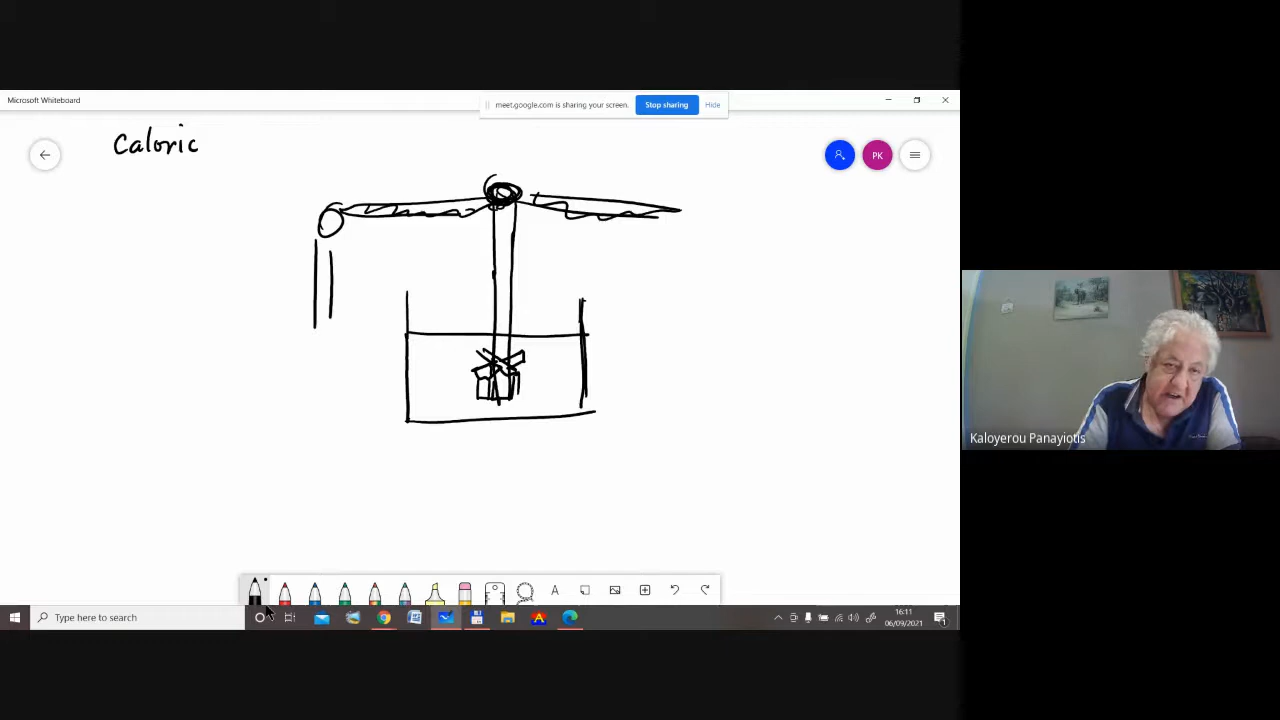 Microsoft Whiteboard
meet.google.com is sharing your screen.
Stop sharing
Hide
Caloric
PK
Kaloyerou Panayiotis
A
Type here to search
16:11
06/09/2021